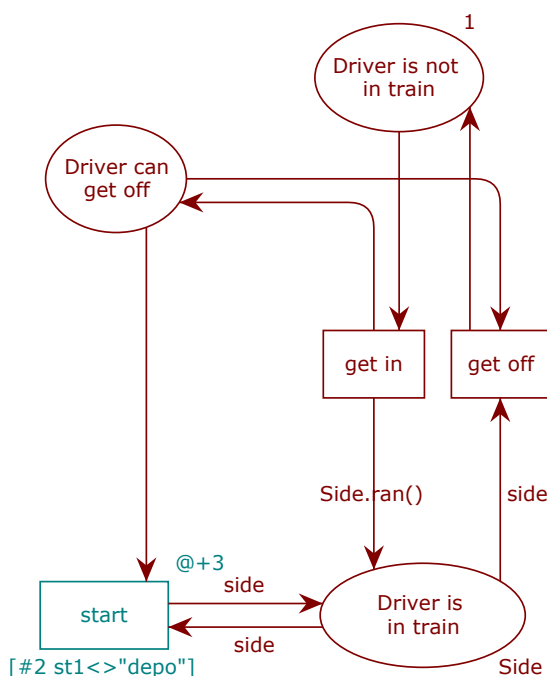 1
Driver is not
in train
Driver can
get off
get in
get off
Side.ran()
side
@+3
side
start
Driver is
in train
side
[#2 st1<>"depo"]
Side